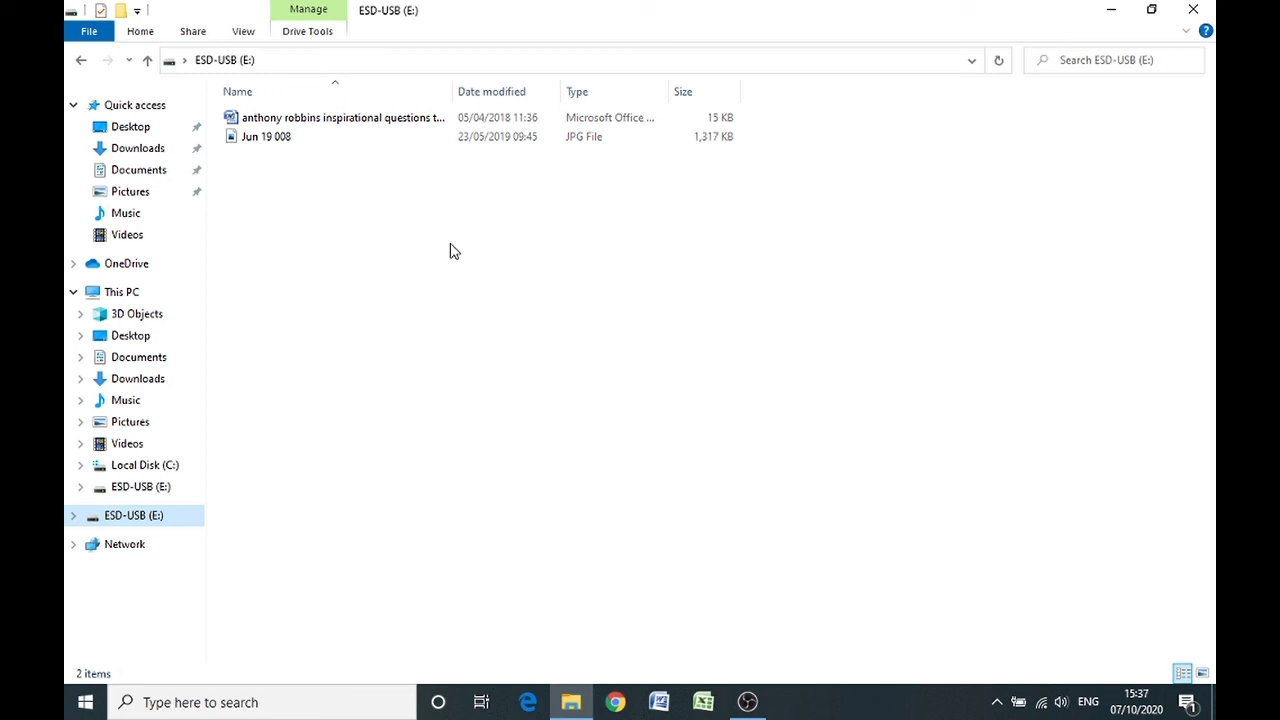 Manage
ESD-USB (E:)
File Home Share View Drive Tools
ESD-USB (E:)
Search ESD-USB (E:)
Name Date modified Type Size
anthony robbins inspirational questions t... 05/04/2018 11:36 Microsoft Office ... 15 KB
Jun 19 008 23/05/2019 09:45 JPG File 1,317 KB
Quick access
Desktop
Downloads
Documents
Pictures
Music
Videos
OneDrive
This PC
3D Objects
Desktop
Documents
Downloads
Music
Pictures
Videos
Local Disk (C:)
ESD-USB (E:)
ESD-USB (E:)
Network
2 items
Type here to search
ENG
15:37
07/10/2020
1